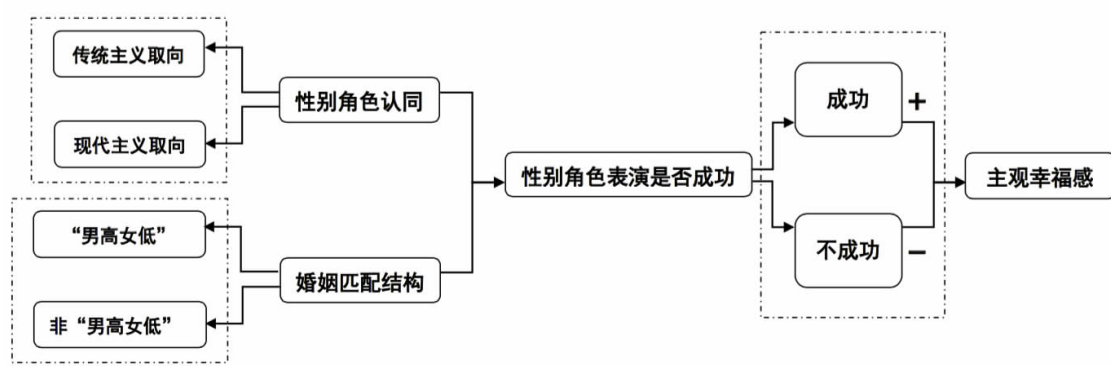 传统主义取向
性别角色认同
现代主义取向
“男高女低”
婚姻匹配结构
非“男高女低”
性别角色表演是否成功
成功
+
不成功
−
主观幸福感